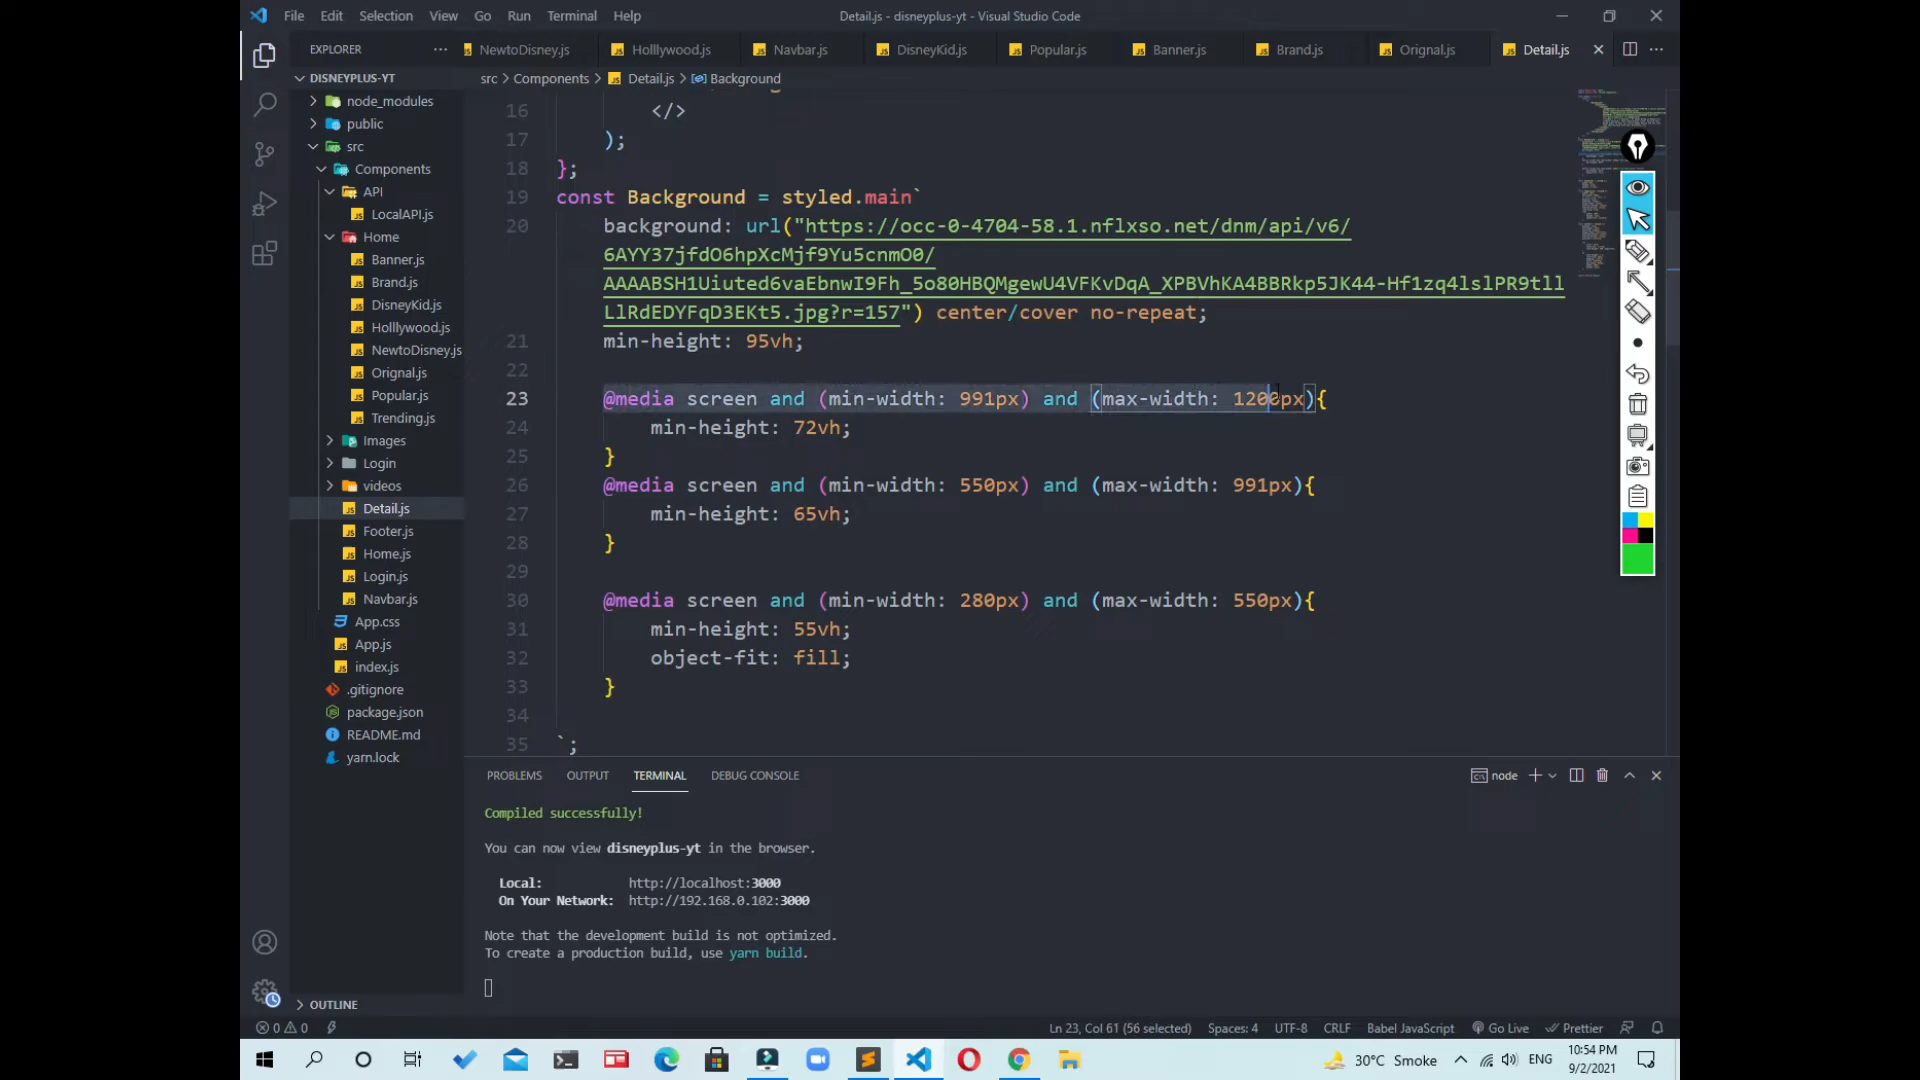 File Edit Selection View Go Run Terminal Help
Detail.js - disneyplus-yt - Visual Studio Code
EXPLORER
NewtoDisney.js Holllywood.js Navbar.js DisneyKid.js Popular.js Banner.js Brand.js Orignal.js Detail.js
DISNEYPLUS-YT
src > Components > Detail.js > Background
node_modules
public
src
Components
API
LocalAPI.js
Home
Banner.js
Brand.js
DisneyKid.js
Holllywood.js
NewtoDisney.js
Orignal.js
Popular.js
Trending.js
Images
Login
videos
Detail.js
Footer.js
Home.js
Login.js
Navbar.js
App.css
App.js
index.js
.gitignore
package.json
README.md
yarn.lock
OUTLINE
16 </>
17 );
18 };
19 const Background = styled.main`
20 background: url("https://occ-0-4704-58.1.nflxso.net/dnm/api/v6/
6AYY37jfdO6hpXcMjf9Yu5cnmO0/
AAAABSH1Uiuted6vaEbnwI9Fh_5o80HBQMgewU4VFKvDqA_XPBVhKA4BBRkp5JK44-Hf1zq4lslPR9tll
LlRdEDYFqD3EKt5.jpg?r=157") center/cover no-repeat;
21 min-height: 95vh;
22
23 @media screen and (min-width: 991px) and (max-width: 1200px){
24 min-height: 72vh;
25 }
26 @media screen and (min-width: 550px) and (max-width: 991px){
27 min-height: 65vh;
28 }
29
30 @media screen and (min-width: 280px) and (max-width: 550px){
31 min-height: 55vh;
32 object-fit: fill;
33 }
34
35 `;
PROBLEMS OUTPUT TERMINAL DEBUG CONSOLE
node
Compiled successfully!
You can now view disneyplus-yt in the browser.
Local: http://localhost:3000
On Your Network: http://192.168.0.102:3000
Note that the development build is not optimized.
To create a production build, use yarn build.
0 0
Ln 23, Col 61 (56 selected) Spaces: 4 UTF-8 CRLF Babel JavaScript Go Live Prettier
30°C Smoke ENG 10:54 PM
9/2/2021